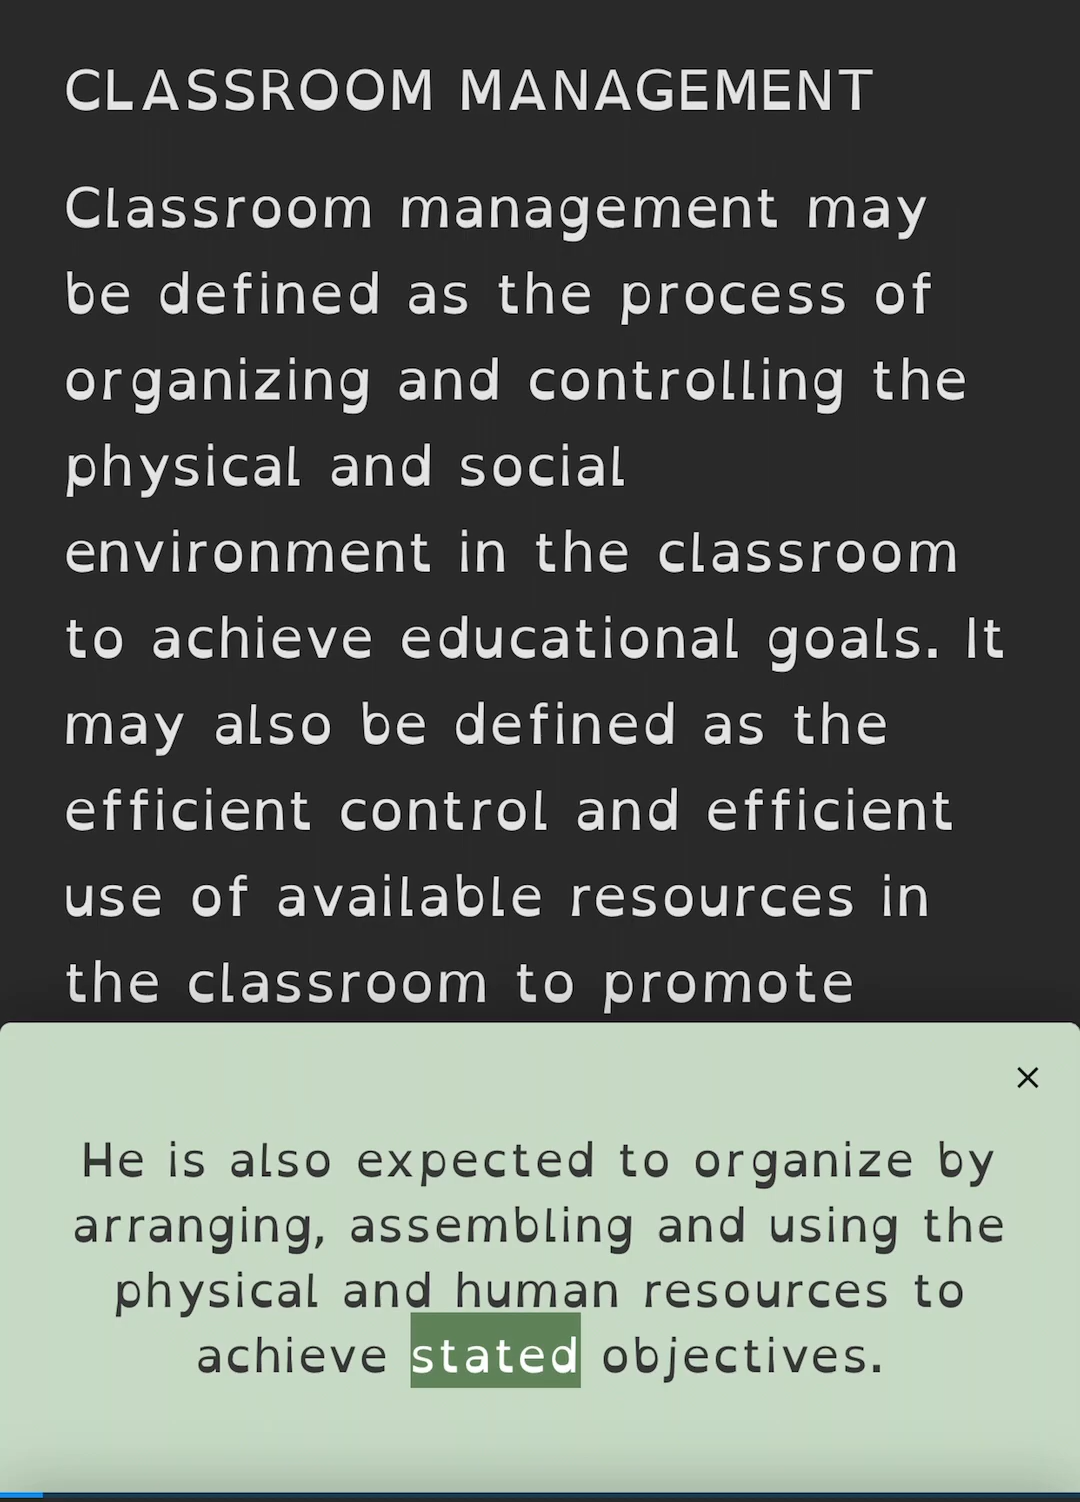 CLASSROOM MANAGEMENT
Classroom management may
be defined as the process of
organizing and controlling the
physical and social
environment in the classroom
to achieve educational goals. It
may also be defined as the
efficient control and efficient
use of available resources in
the classroom to promote
He is also expected to organize by
arranging, assembling and using the
physical and human resources to
achieve stated objectives.